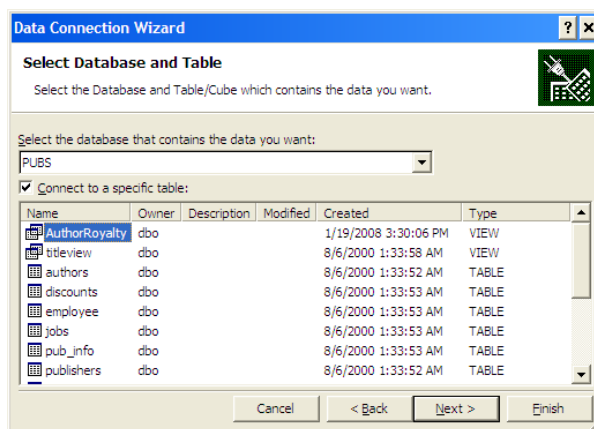 Data Connection Wizard
Select Database and Table
Select the Database and Table/Cube which contains the data you want.
Select the database that contains the data you want:
PUBS
Connect to a specific table:
Name Owner Description Modified Created Type
AuthorRoyalty dbo 1/19/2008 3:30:06 PM VIEW
titleview dbo 8/6/2000 1:33:58 AM VIEW
authors dbo 8/6/2000 1:33:52 AM TABLE
discounts dbo 8/6/2000 1:33:53 AM TABLE
employee dbo 8/6/2000 1:33:53 AM TABLE
jobs dbo 8/6/2000 1:33:53 AM TABLE
pub_info dbo 8/6/2000 1:33:53 AM TABLE
publishers dbo 8/6/2000 1:33:52 AM TABLE
Cancel < Back Next > Finish